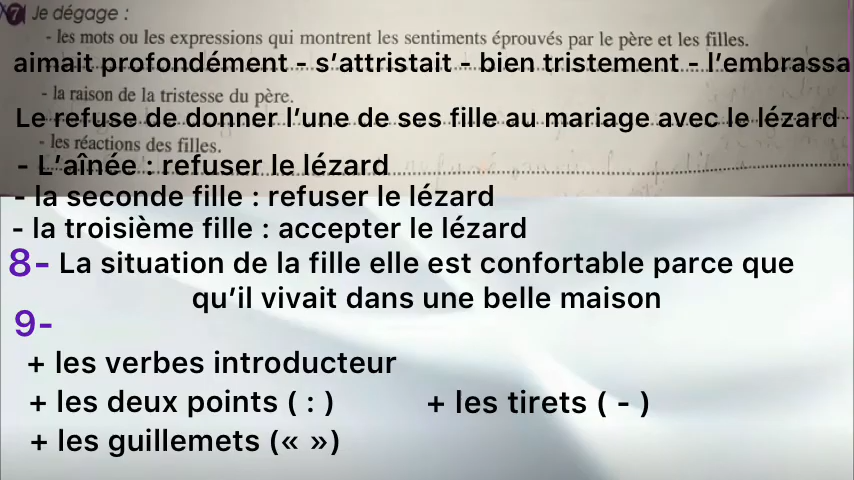 7 Je dégage :
- les mots ou les expressions qui montrent les sentiments éprouvés par le père et les filles.
aimait profondément - s’attristait - bien tristement - l’embrassa
- la raison de la tristesse du père.
Le refuse de donner l’une de ses fille au mariage avec le lézard
- les réactions des filles.
- L’aînée : refuser le lézard
- la seconde fille : refuser le lézard
- la troisième fille : accepter le lézard
8- La situation de la fille elle est confortable parce que
qu’il vivait dans une belle maison
9-
+ les verbes introducteur
+ les deux points ( : ) + les tirets ( - )
+ les guillemets (« »)